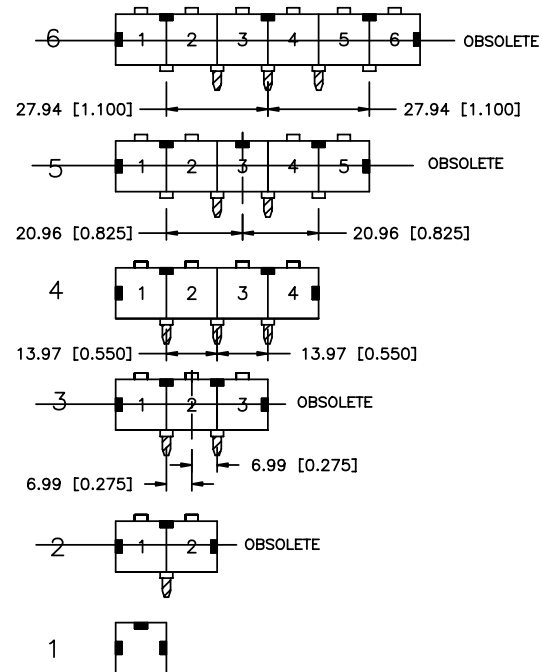 6 1 2 3 4 5 6 OBSOLETE
27.94 [1.100] 27.94 [1.100]
5 1 2 3 4 5 OBSOLETE
20.96 [0.825] 20.96 [0.825]
4 1 2 3 4
13.97 [0.550] 13.97 [0.550]
3 1 2 3 OBSOLETE
6.99 [0.275]
6.99 [0.275]
2 1 2 OBSOLETE
1